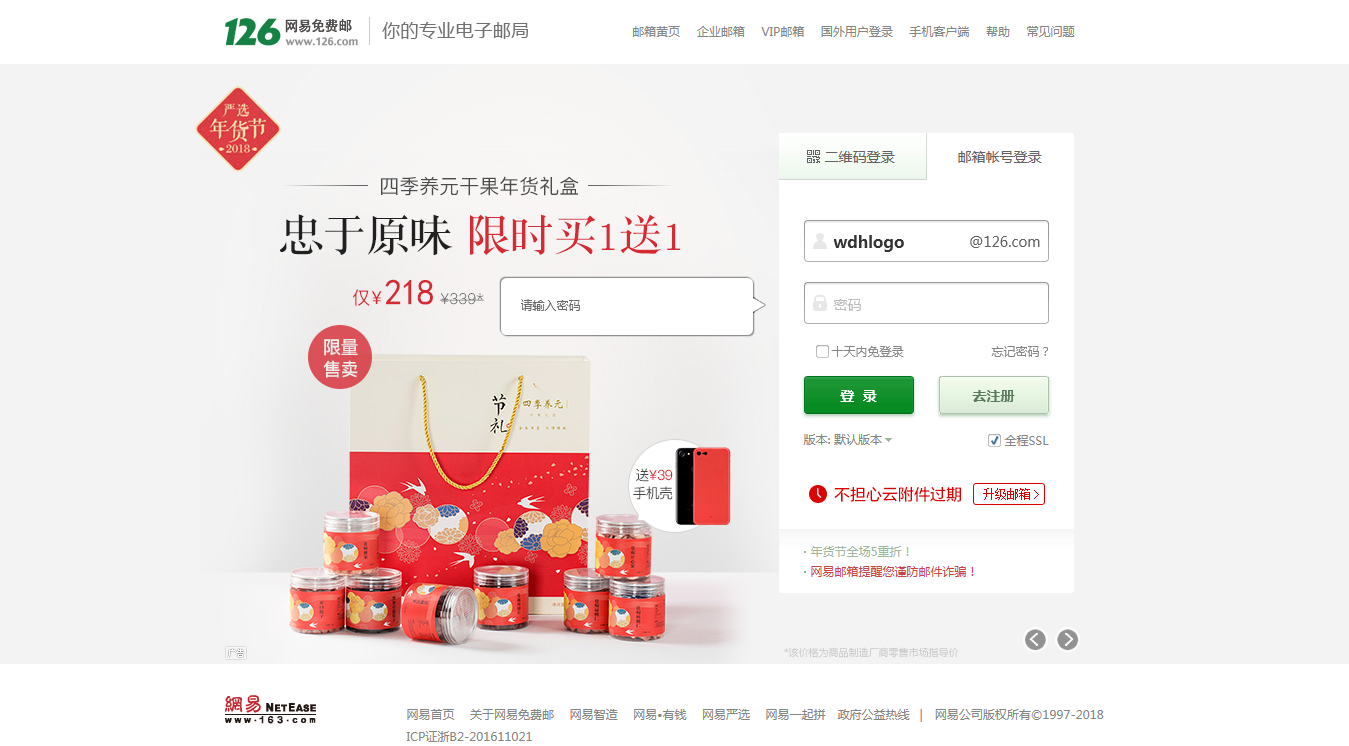 126 网易免费邮 www.126.com 你的专业电子邮局
邮箱首页 企业邮箱 VIP邮箱 国外用户登录 手机客户端 帮助 常见问题
严选
年货节
2018
四季养元干果年货礼盒
忠于原味 限时买1送1
仅¥218 ¥339*
请输入密码
限量
售卖
节礼
四季养元
送¥39
手机壳
二维码登录 邮箱帐号登录
wdhlogo @126.com
密码
十天内免登录 忘记密码?
登 录 去注册
版本: 默认版本 全程SSL
不担心云附件过期 升级邮箱
· 年货节全场5重折!
· 网易邮箱提醒您谨防邮件诈骗!
广告
*该价格为商品制造厂商零售市场指导价
網易 NETEASE
www.163.com
网易首页 关于网易免费邮 网易智造 网易•有钱 网易严选 网易一起拼 政府公益热线 | 网易公司版权所有©1997-2018
ICP证浙B2-201611021